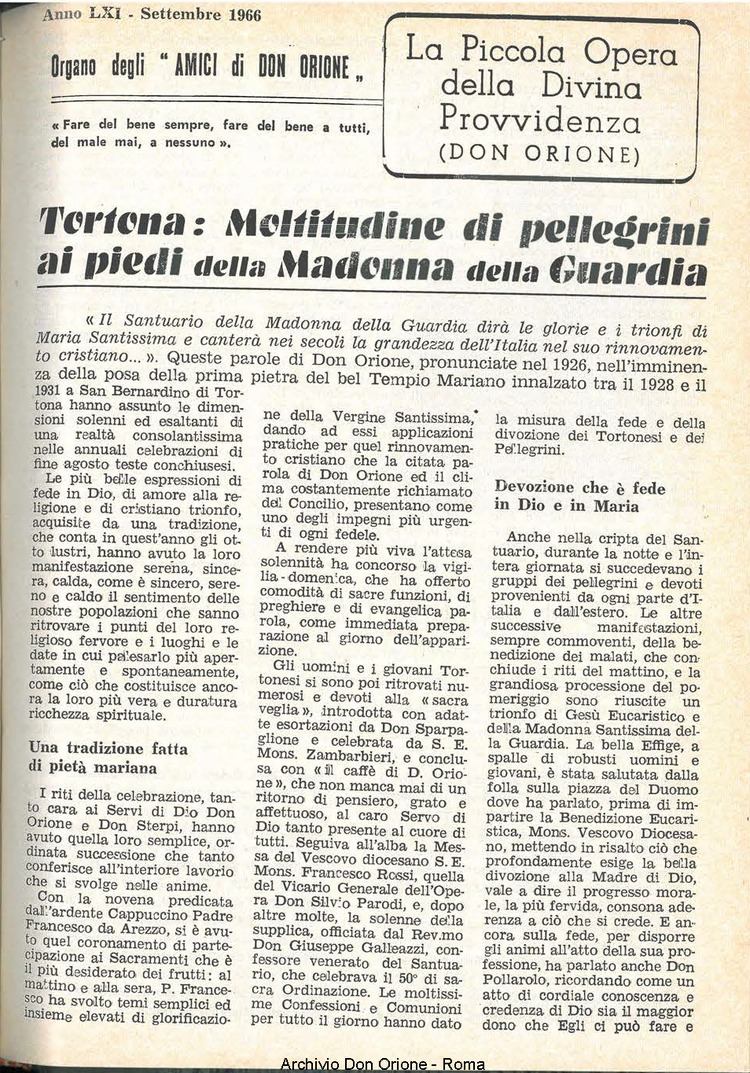 Anno LXI - Settembre 1966
Organo degli " AMICI di DON ORIONE „
« Fare del bene sempre, fare del bene a tutti,
del male mai, a nessuno ».
La Piccola Opera
della Divina
Provvidenza
(DON ORIONE)
Tortona: Moltitudine di pellegrini
ai piedi della Madonna della Guardia
« Il Santuario della Madonna della Guardia dirà le glorie e i trionfi di
Maria Santissima e canterà nei secoli la grandezza dell'Italia nel suo rinnovamen-
to cristiano... ». Queste parole di Don Orione, pronunciate nel 1926, nell'imminen-
za della posa della prima pietra del bel Tempio Mariano innalzato tra il 1928 e il
1931 a San Bernardino di Tor-
tona hanno assunto le dimen-
sioni solenni ed esaltanti di
una realtà consolantissima
nelle annuali celebrazioni di
fine agosto teste conchiusesi.
Le più belle espressioni di
fede in Dio, di amore alla re-
ligione e di cristiano trionfo,
acquisite da una tradizione,
che conta in quest'anno gli ot-
to lustri, hanno avuto la loro
manifestazione serena, since-
ra, calda, come è sincero, sere-
no e caldo il sentimento delle
nostre popolazioni che sanno
ritrovare i punti del loro re-
ligioso fervore e i luoghi e le
date in cui palesarlo più aper-
tamente e spontaneamente,
come ciò che costituisce anco-
ra la loro più vera e duratura
ricchezza spirituale.
Una tradizione fatta
di pietà mariana
I riti della celebrazione, tan-
to cara ai Servi di Dio Don
Orione e Don Sterpi, hanno
avuto quella loro semplice, or-
dinata successione che tanto
conferisce all'interiore lavorio
che si svolge nelle anime.
Con la novena predicata
dall'ardente Cappuccino Padre
Francesco da Arezzo, si è avu-
to quel coronamento di parte-
cipazione ai Sacramenti che è
il più desiderato dei frutti: al
mattino e alla sera, P. France-
sco ha svolto temi semplici ed
insieme elevati di glorificazio-
ne della Vergine Santissima,
dando ad essi applicazioni
pratiche per quel rinnovamen-
to cristiano che la citata pa-
rola di Don Orione ed il cli-
ma costantemente richiamato
del Concilio, presentano come
uno degli impegni più urgen-
ti di ogni fedele.
A rendere più viva l'attesa
solennità ha concorso la vigi-
lia-domenica, che ha offerto
comodità di sacre funzioni, di
preghiere e di evangelica pa-
rola, come immediata prepa-
razione al giorno dell'appari-
zione.
Gli uomini e i giovani Tor-
tonesi si sono poi ritrovati nu-
merosi e devoti alla « sacra
veglia », introdotta con adat-
te esortazioni da Don Sparpa-
glione e celebrata da S. E.
Mons. Zambarbieri, e conclu-
sa con « il caffè di D. Orio-
ne », che non manca mai di un
ritorno di pensiero, grato e
affettuoso, al caro Servo di
Dio tanto presente al cuore di
tutti. Seguiva all'alba la Mes-
sa del Vescovo diocesano S. E.
Mons. Francesco Rossi, quella
del Vicario Generale dell'Ope-
ra Don Silvio Parodi, e, dopo
altre molte, la solenne della
supplica, officiata dal Rev.mo
Don Giuseppe Galleazzi, con-
fessore venerato del Santua-
rio, che celebrava il 50º di sa-
cra Ordinazione. Le moltissi-
me Confessioni e Comunioni
per tutto il giorno hanno dato
la misura della fede e della
divozione dei Tortonesi e dei
Pellegrini.
Devozione che è fede
in Dio e in Maria
Anche nella cripta del San-
tuario, durante la notte e l'in-
tera giornata si succedevano i
gruppi dei pellegrini e devoti
provenienti da ogni parte d'I-
talia e dall'estero. Le altre
successive manifestazioni,
sempre commoventi, della be-
nedizione dei malati, che con-
chiude i riti del mattino, e la
grandiosa processione del po-
meriggio sono riuscite un
trionfo di Gesù Eucaristico e
della Madonna Santissima del-
la Guardia. La bella Effige, a
spalle di robusti uomini e
giovani, è stata salutata dalla
folla sulla piazza del Duomo
dove ha parlato, prima di im-
partire la Benedizione Eucari-
stica, Mons. Vescovo Diocesa-
no, mettendo in risalto ciò che
profondamente esige la bella
divozione alla Madre di Dio,
vale a dire il progresso mora-
le, la più fervida, consona ade-
renza a ciò che si crede. E an-
cora sulla fede, per disporre
gli animi all'atto della sua pro-
fessione, ha parlato anche Don
Pollarolo, ricordando come un
atto di cordiale conoscenza e
credenza di Dio sia il maggior
dono che Egli ci può fare e
Archivio Don Orione - Roma